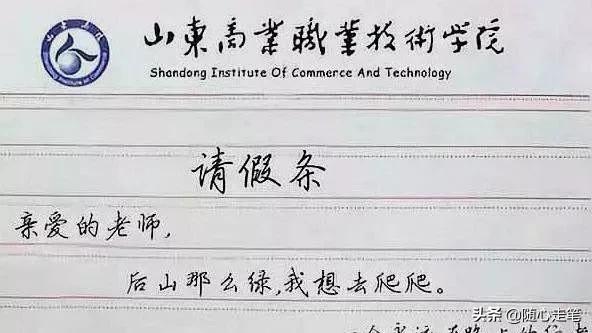 山東商業職業技術学院
Shandong Institute Of Commerce And Technology
请假条
亲爱的老师，
后山那么绿，我想去爬爬。
头条 @随心走笔